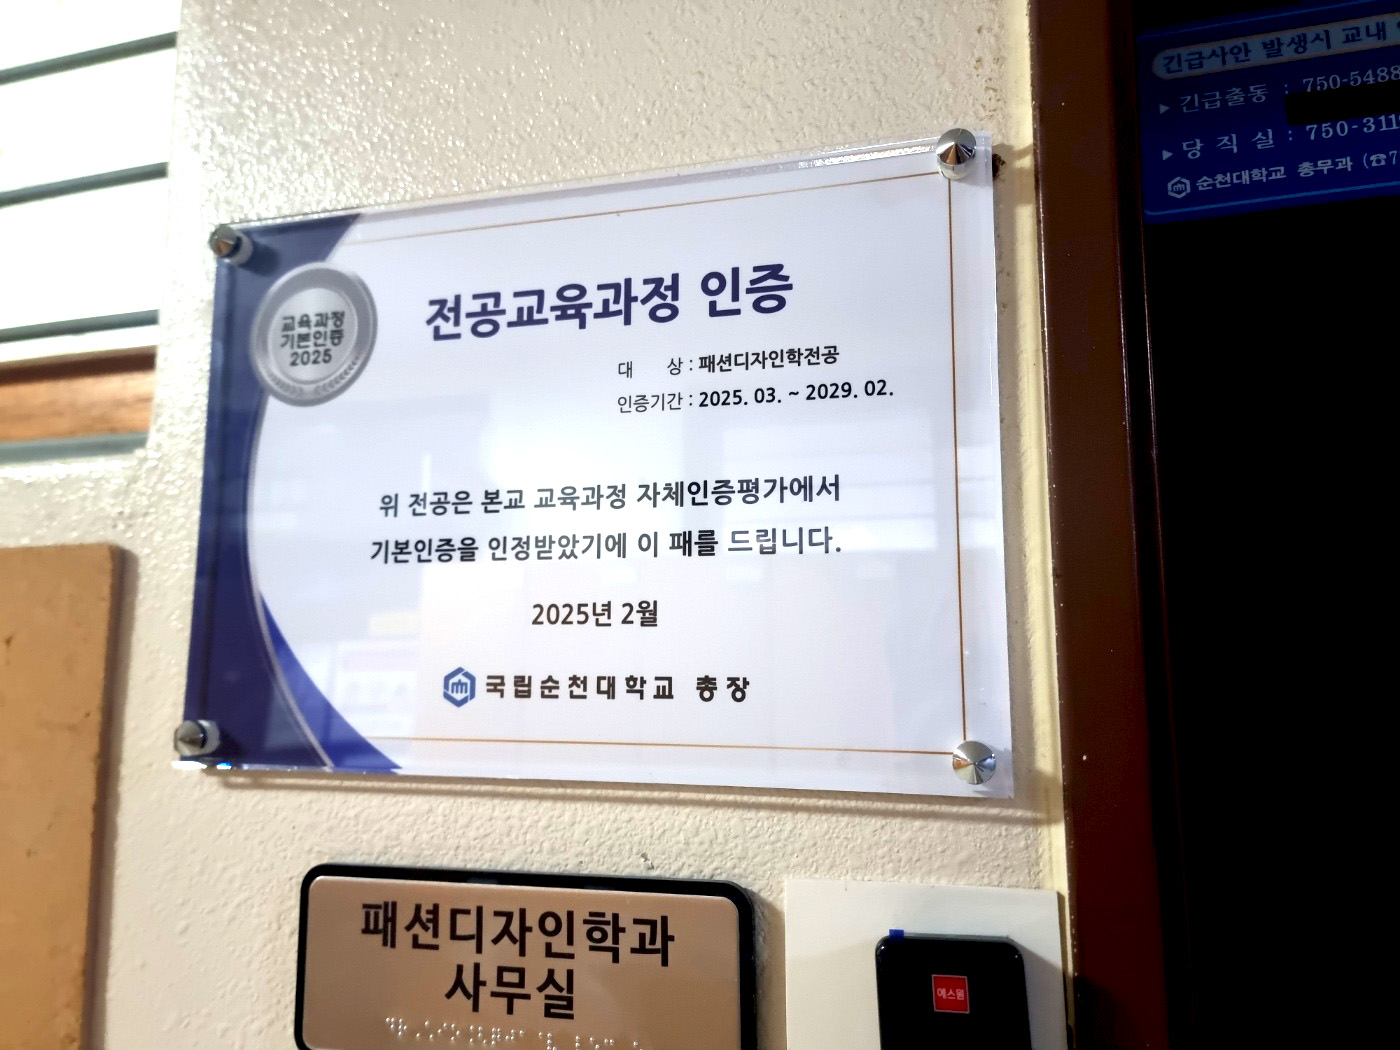 전공교육과정 인증
교육과정
기본인증
2025
대 상 : 패션디자인학전공
인증기간 : 2025. 03. ~ 2029. 02.
위 전공은 본교 교육과정 자체인증평가에서
기본인증을 인정받았기에 이 패를 드립니다.
2025년 2월
국립순천대학교 총장
패션디자인학과
사무실
에스원
긴급사안 발생시 교내
▶ 긴급출동 : 750-5488
▶ 당 직 실 : 750-311
순천대학교 총무과 (☎7